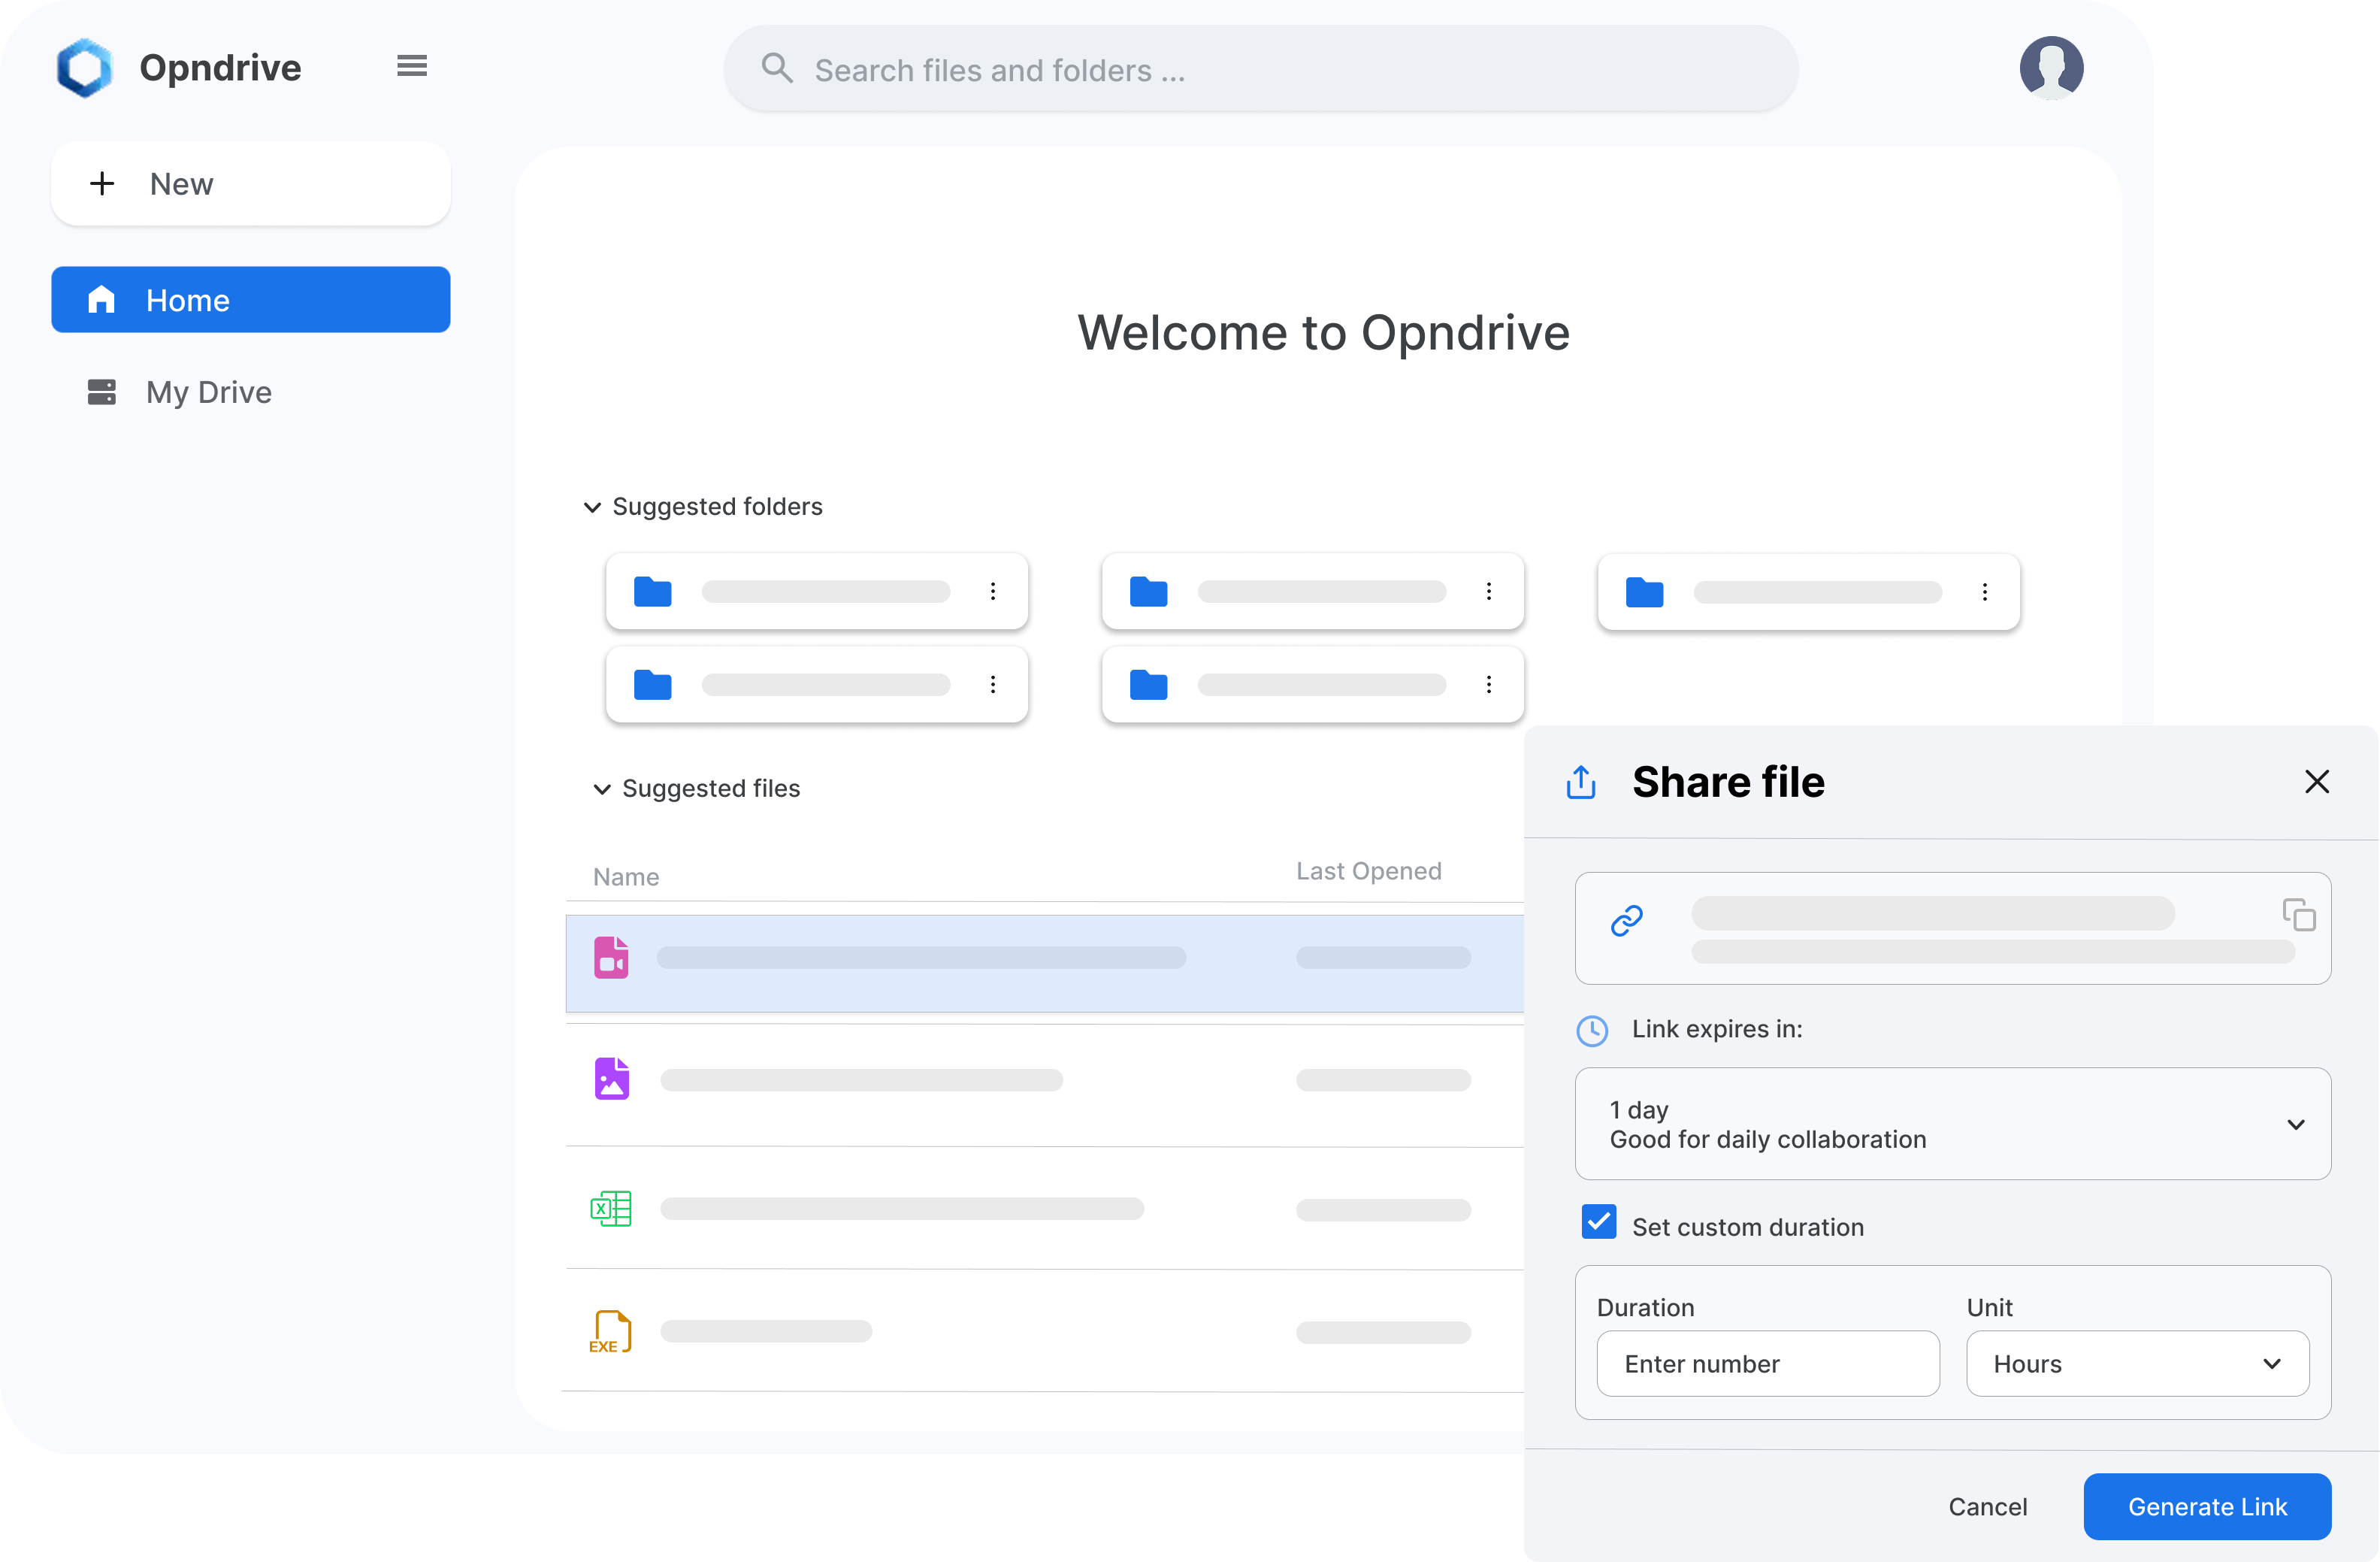 Opndrive
Search files and folders ...
New
Home
My Drive
Welcome to Opndrive
Suggested folders
Suggested files
Name
Last Opened
X
EXE
Share file
Link expires in:
1 day
Good for daily collaboration
Set custom duration
Duration
Unit
Enter number
Hours
Cancel
Generate Link